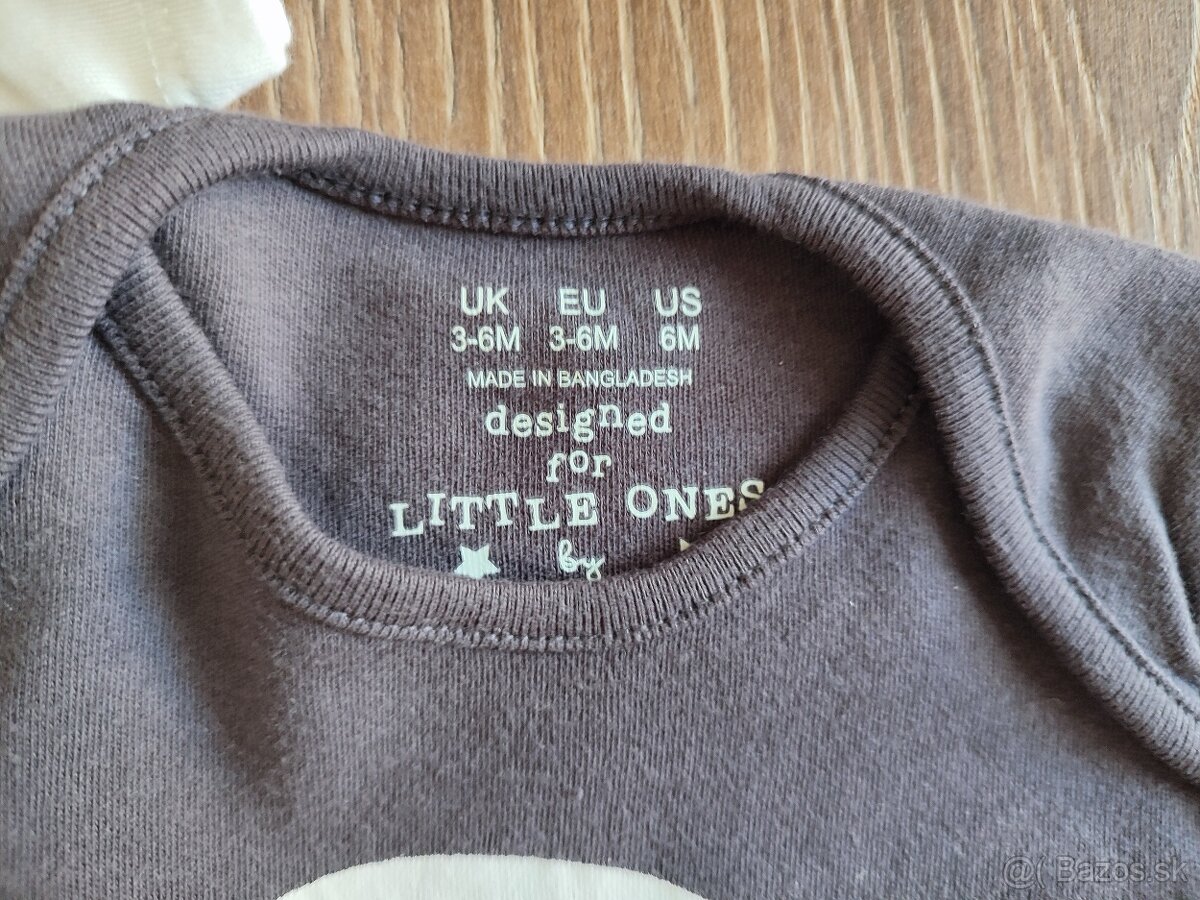 UK EU US
3-6M 3-6M 6M
MADE IN BANGLADESH
designed
for
LITTLE ONES
by
@( Bazos.sk